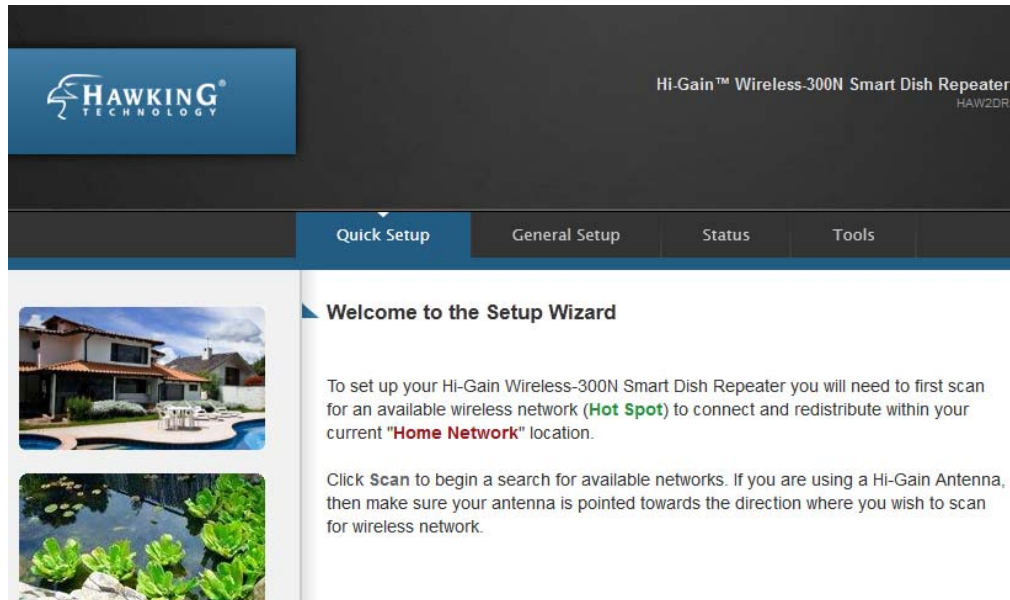 HAWKING®
TECHNOLOGY
Hi-Gain™ Wireless-300N Smart Dish Repeater
HAW2DR
Quick Setup
General Setup
Status
Tools
Welcome to the Setup Wizard
To set up your Hi-Gain Wireless-300N Smart Dish Repeater you will need to first scan
for an available wireless network (Hot Spot) to connect and redistribute within your
current "Home Network" location.
Click Scan to begin a search for available networks. If you are using a Hi-Gain Antenna,
then make sure your antenna is pointed towards the direction where you wish to scan
for wireless network.